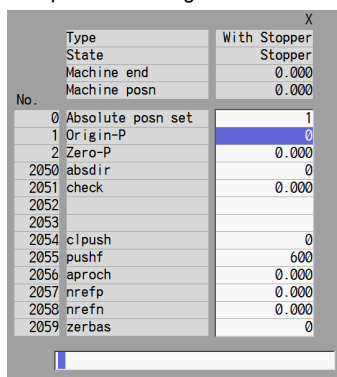 X
Type With Stopper
State Stopper
Machine end 0.000
Machine posn 0.000
No.
0 Absolute posn set 1
1 Origin-P 0
2 Zero-P 0.000
2050 absdir 0
2051 check 0.000
2052
2053
2054 clpush 0
2055 pushf 600
2056 aproch 0.000
2057 nrefp 0.000
2058 nrefn 0.000
2059 zerbas 0